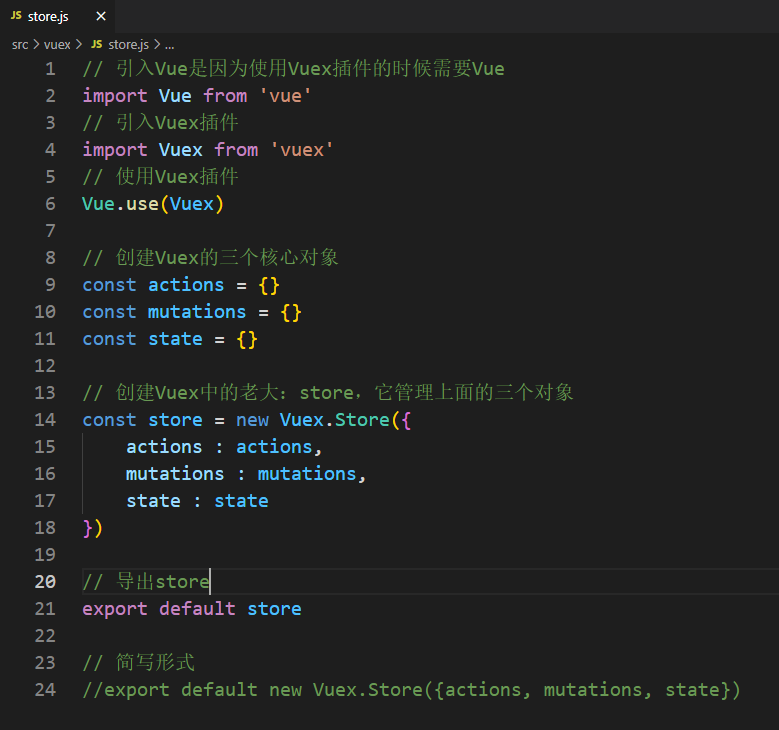 JS store.js ×
src > vuex > JS store.js > ...
1 // 引入Vue是因为使用Vuex插件的时候需要Vue
2 import Vue from 'vue'
3 // 引入Vuex插件
4 import Vuex from 'vuex'
5 // 使用Vuex插件
6 Vue.use(Vuex)
7
8 // 创建Vuex的三个核心对象
9 const actions = {}
10 const mutations = {}
11 const state = {}
12
13 // 创建Vuex中的老大：store，它管理上面的三个对象
14 const store = new Vuex.Store({
15     actions : actions,
16     mutations : mutations,
17     state : state
18 })
19
20 // 导出store
21 export default store
22
23 // 简写形式
24 //export default new Vuex.Store({actions, mutations, state})